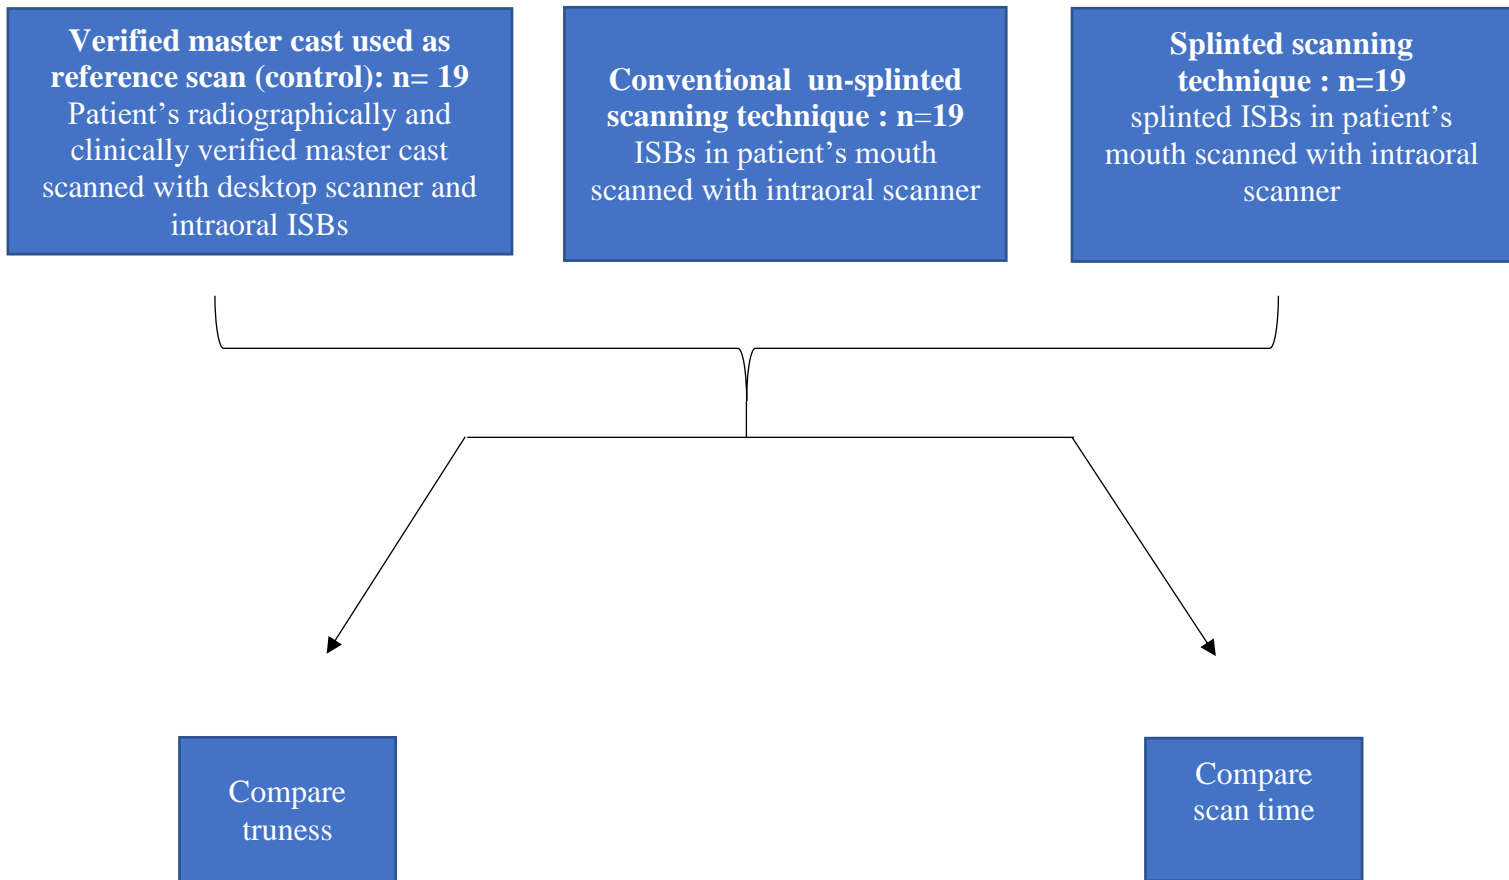 Verified master cast used as
reference scan (control): n= 19
Patient’s radiographically and
clinically verified master cast
scanned with desktop scanner and
intraoral ISBs
Conventional  un-splinted
scanning technique : n=19
ISBs in patient’s mouth
scanned with intraoral scanner
Splinted scanning
technique : n=19
splinted ISBs in patient’s
mouth scanned with intraoral
scanner
Compare
truness
Compare
scan time